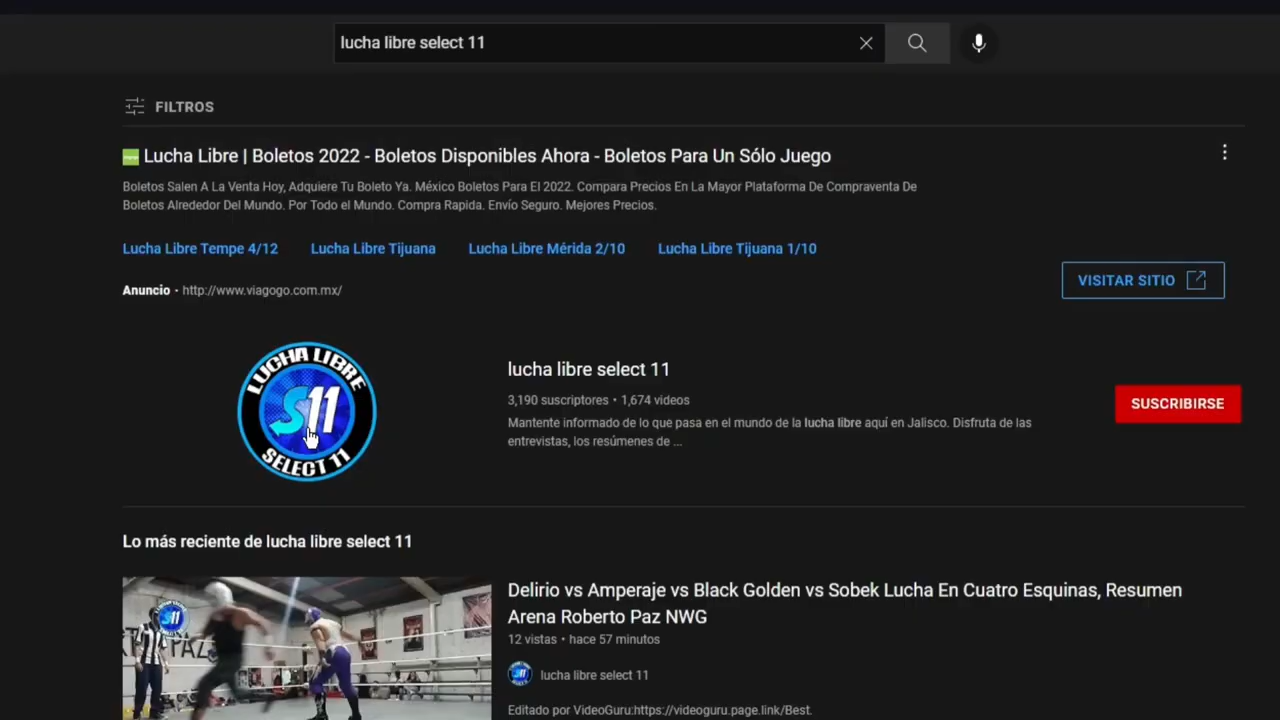 lucha libre select 11
FILTROS
Lucha Libre | Boletos 2022 - Boletos Disponibles Ahora - Boletos Para Un Sólo Juego
Boletos Salen A La Venta Hoy, Adquiere Tu Boleto Ya. México Boletos Para El 2022. Compara Precios En La Mayor Plataforma De Compraventa De
Boletos Alrededor Del Mundo. Por Todo el Mundo. Compra Rapida. Envío Seguro. Mejores Precios.
Lucha Libre Tempe 4/12 Lucha Libre Tijuana Lucha Libre Mérida 2/10 Lucha Libre Tijuana 1/10
VISITAR SITIO
Anuncio · http://www.viagogo.com.mx/
LUCHA LIBRE
S11
SELECT 11
lucha libre select 11
3,190 suscriptores • 1,674 videos
Mantente informado de lo que pasa en el mundo de la lucha libre aquí en Jalisco. Disfruta de las
entrevistas, los resúmenes de ...
SUSCRIBIRSE
Lo más reciente de lucha libre select 11
S11
PAZ
Delirio vs Amperaje vs Black Golden vs Sobek Lucha En Cuatro Esquinas, Resumen
Arena Roberto Paz NWG
12 vistas • hace 57 minutos
S11
lucha libre select 11
Editado por VideoGuru:https://videoguru.page.link/Best.